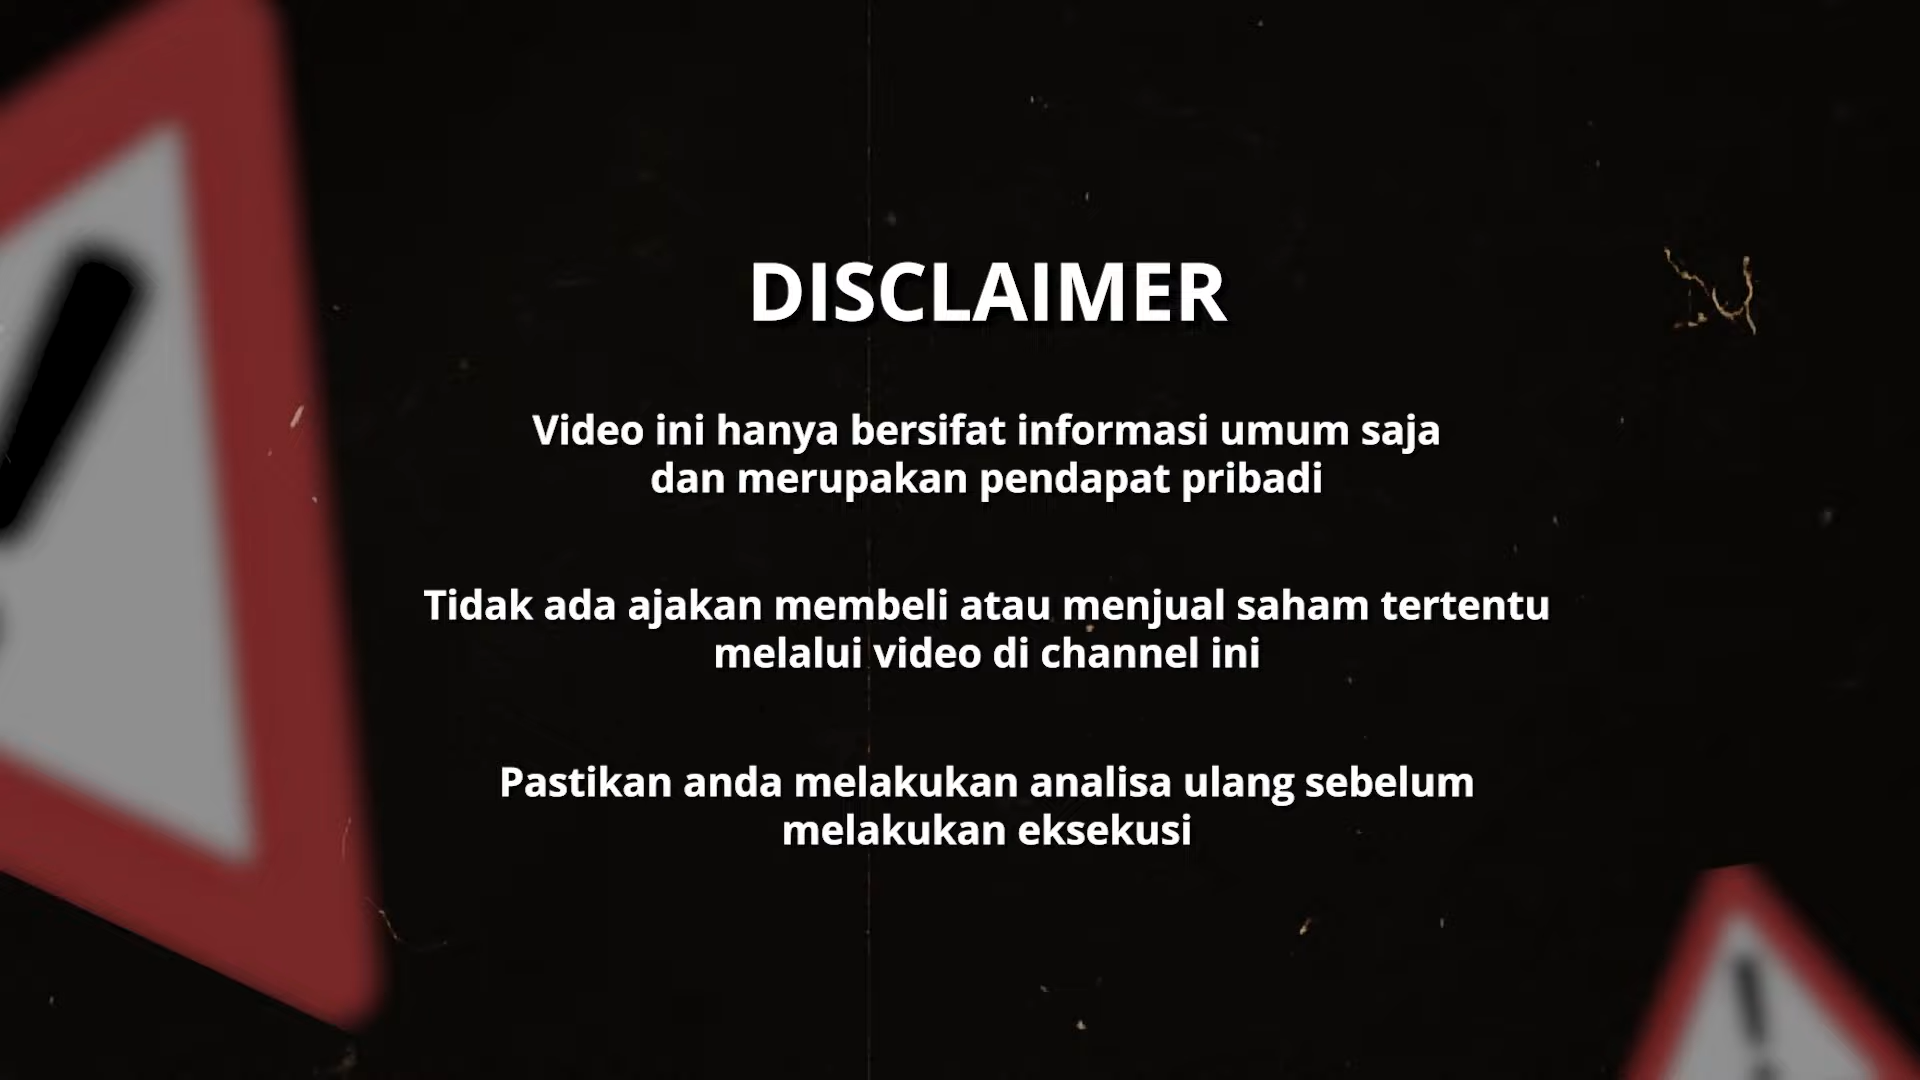 DISCLAIMER
Video ini hanya bersifat informasi umum saja
dan merupakan pendapat pribadi
Tidak ada ajakan membeli atau menjual saham tertentu
melalui video di channel ini
Pastikan anda melakukan analisa ulang sebelum
melakukan eksekusi